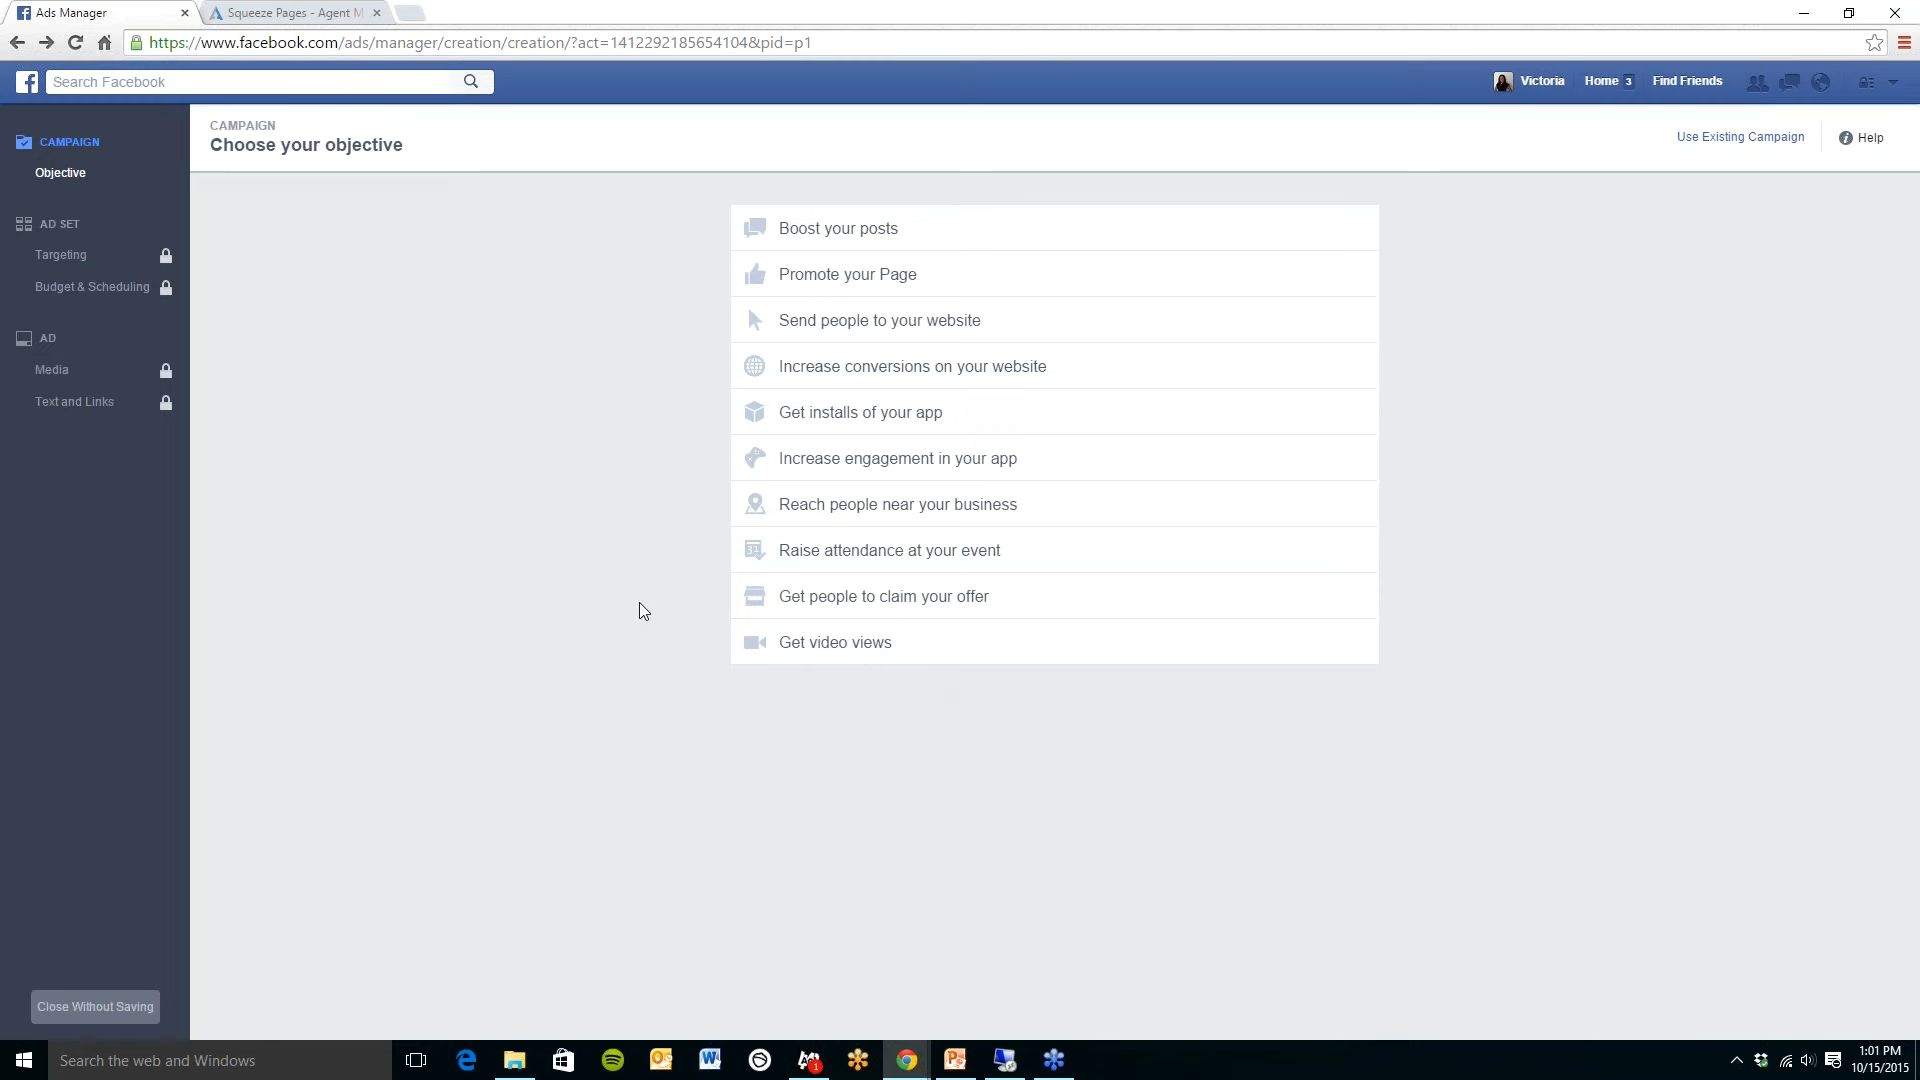 Ads Manager
Squeeze Pages - Agent M
https://www.facebook.com/ads/manager/creation/creation/?act=1412292185654104&pid=p1
Search Facebook
Victoria
Home 3
Find Friends
CAMPAIGN
Objective
AD SET
Targeting
Budget & Scheduling
AD
Media
Text and Links
Close Without Saving
CAMPAIGN
Choose your objective
Use Existing Campaign
Help
Boost your posts
Promote your Page
Send people to your website
Increase conversions on your website
Get installs of your app
Increase engagement in your app
Reach people near your business
31
Raise attendance at your event
Get people to claim your offer
Get video views
Search the web and Windows
1
1:01 PM
10/15/2015